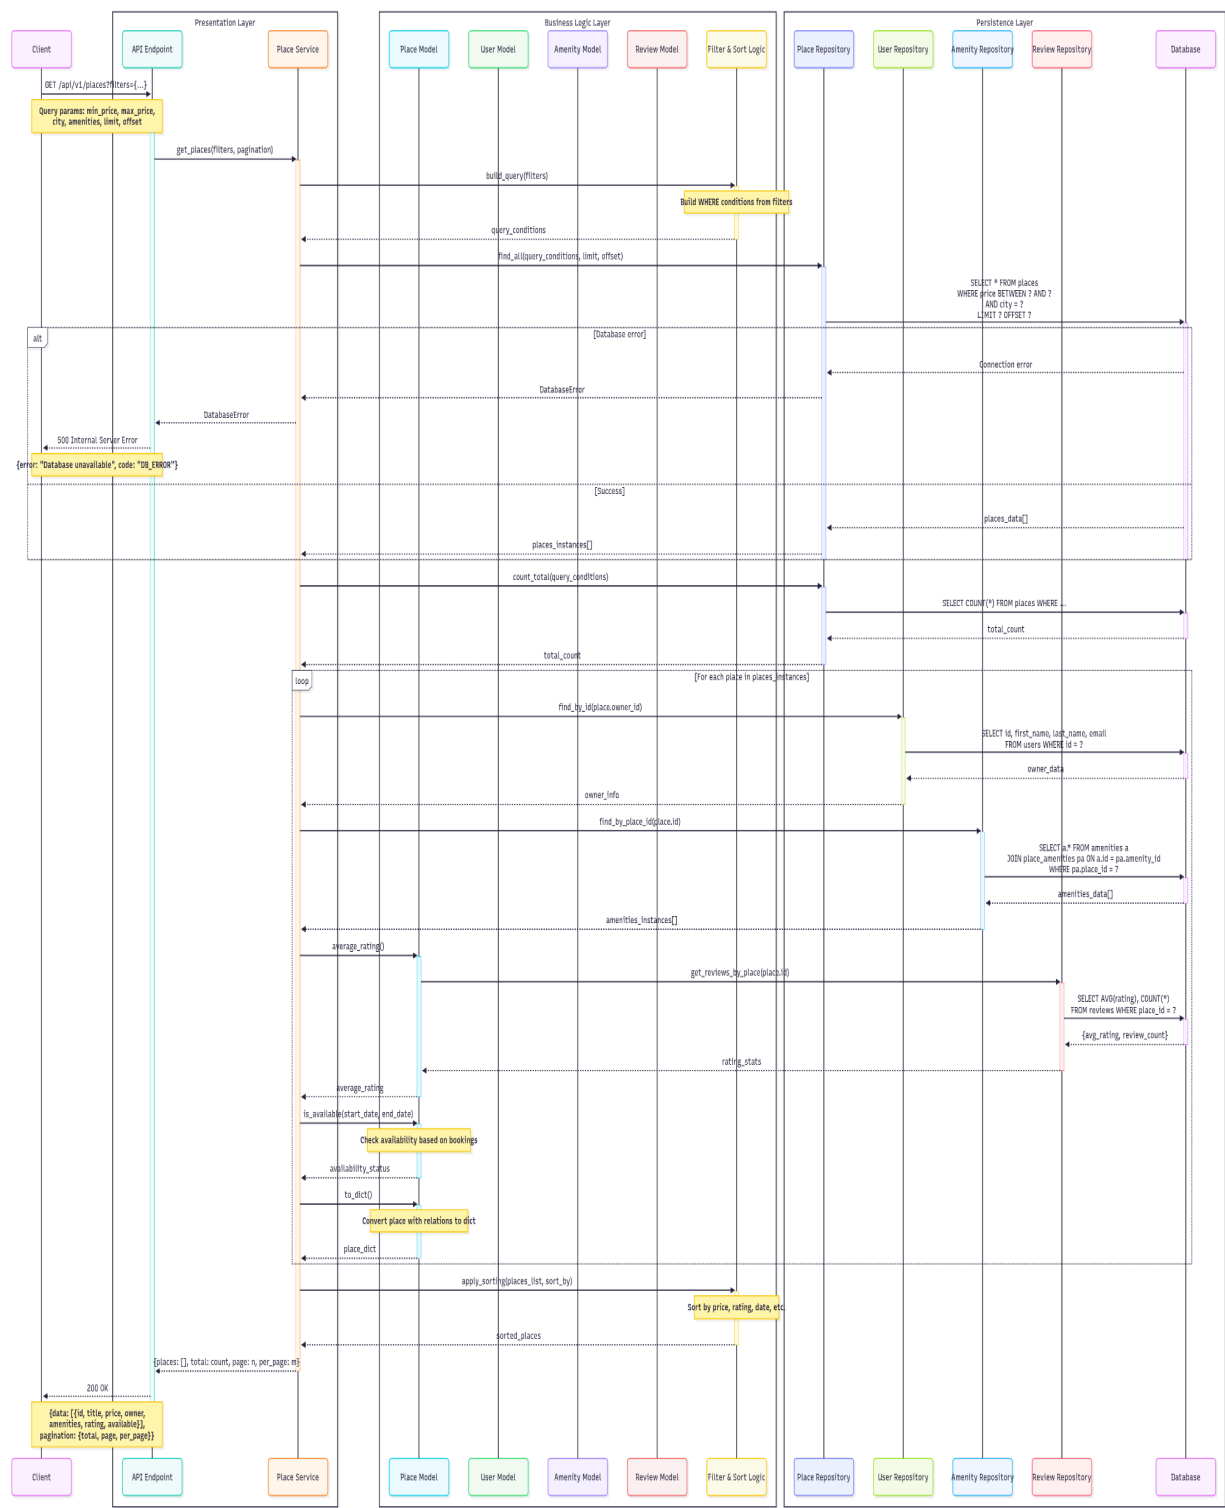 Presentation Layer
Business Logic Layer
Persistence Layer
Client
API Endpoint
Place Service
Place Model
User Model
Amenity Model
Review Model
Filter & Sort Logic
Place Repository
User Repository
Amenity Repository
Review Repository
Database
GET /api/v1/places?filters={...}
Query params: min_price, max_price,
city, amenities, limit, offset
get_places(filters, pagination)
build_query(filters)
Build WHERE conditions from filters
query_conditions
find_all(query_conditions, limit, offset)
SELECT * FROM places
WHERE price BETWEEN ? AND ?
AND city = ?
LIMIT ? OFFSET ?
alt
[Database error]
Connection error
DatabaseError
DatabaseError
500 Internal Server Error
{error: "Database unavailable", code: "DB_ERROR"}
[Success]
places_data[]
places_instances[]
count_total(query_conditions)
SELECT COUNT(*) FROM places WHERE ...
total_count
total_count
loop
[For each place in places_instances]
find_by_id(place.owner_id)
SELECT id, first_name, last_name, email
FROM users WHERE id = ?
owner_data
owner_info
find_by_place_id(place.id)
SELECT a.* FROM amenities a
JOIN place_amenities pa ON a.id = pa.amenity_id
WHERE pa.place_id = ?
amenities_data[]
amenities_instances[]
average_rating()
get_reviews_by_place(place.id)
SELECT AVG(rating), COUNT(*)
FROM reviews WHERE place_id = ?
{avg_rating, review_count}
rating_stats
average_rating
is_available(start_date, end_date)
Check availability based on bookings
availability_status
to_dict()
Convert place with relations to dict
place_dict
apply_sorting(places_list, sort_by)
Sort by price, rating, date, etc.
sorted_places
{places: [], total: count, page: n, per_page: m}
200 OK
{data: [{id, title, price, owner,
amenities, rating, available}],
pagination: {total, page, per_page}}
Client
API Endpoint
Place Service
Place Model
User Model
Amenity Model
Review Model
Filter & Sort Logic
Place Repository
User Repository
Amenity Repository
Review Repository
Database